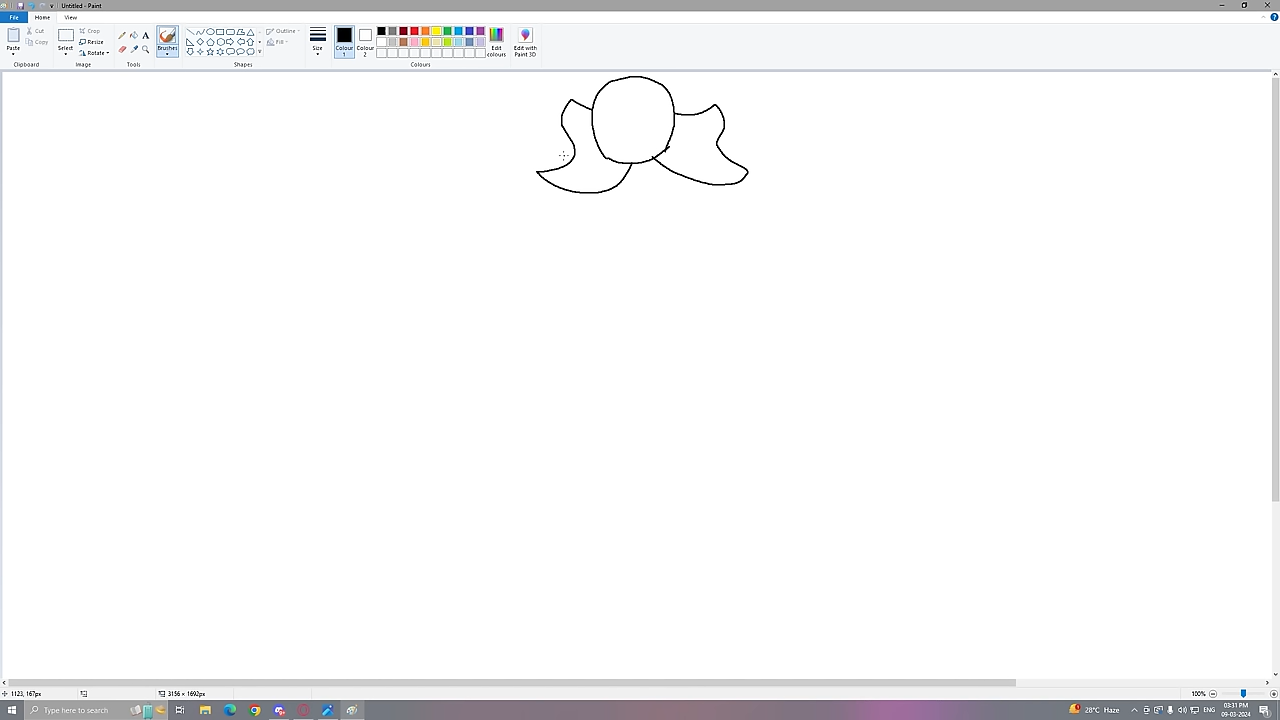 Untitled - Paint
File
Home
View
Paste
Cut
Copy
Clipboard
Select
Crop
Resize
Rotate
Image
A
Tools
Brushes
Outline
Fill
Shapes
Size
Colour 1
Colour 2
Edit colours
Colours
Edit with Paint 3D
1123, 167px
3156 × 1692px
100%
Type here to search
28°C Haze
ENG
03:31 PM
09-03-2024